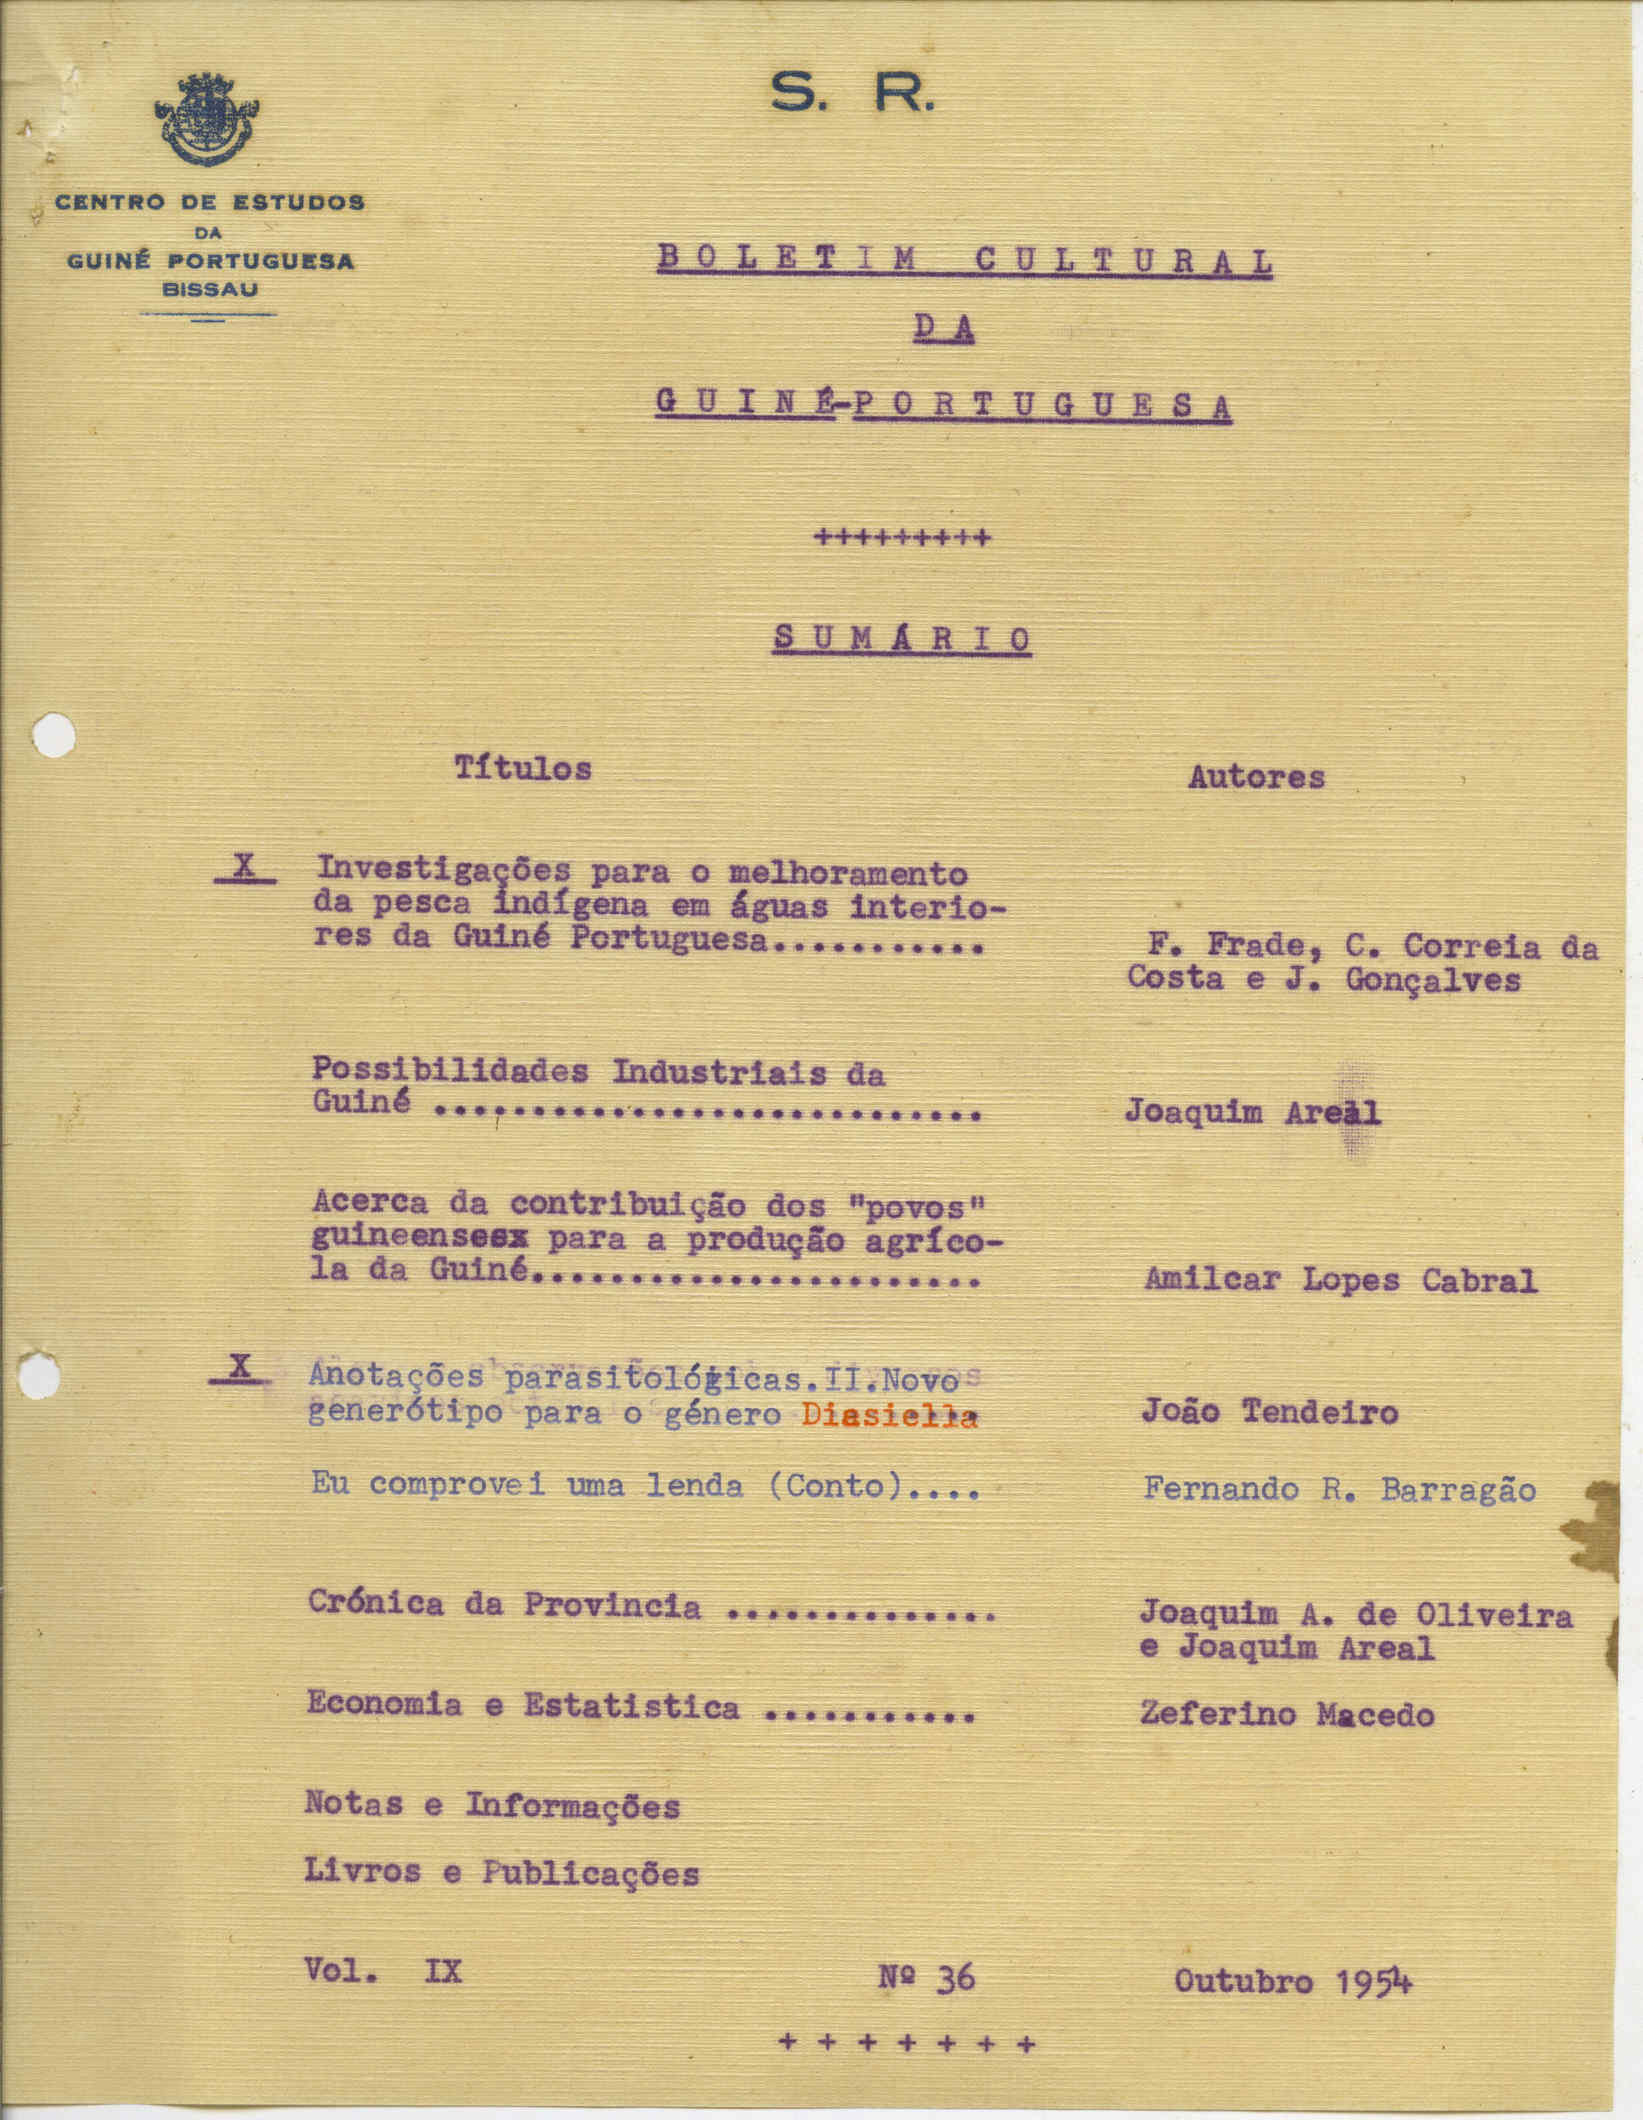 S. R.
CENTRO DE ESTUDOS
DA
GUINÉ PORTUGUESA
BISSAU
BOLETIM CULTURAL
DA
GUINÉ-PORTUGUESA
+++++++++
SUMÁRIO
Títulos Autores
X Investigações para o melhoramento
da pesca indígena em águas interio-
res da Guiné Portuguesa........... F. Frade, C. Correia da
Costa e J. Gonçalves
Possibilidades Industriais da
Guiné ............................ Joaquim Areal
Acerca da contribuição dos "povos"
guineensesx para a produção agríco-
la da Guiné....................... Amilcar Lopes Cabral
X Anotações parasitológicas.II.Novo
generótipo para o género Diasiella João Tendeiro
Eu comprovei uma lenda (Conto).... Fernando R. Barragão
Crónica da Provincia .............. Joaquim A. de Oliveira
e Joaquim Areal
Economia e Estatistica ........... Zeferino Macedo
Notas e Informações
Livros e Publicações
Vol. IX Nº 36 Outubro 1954
+ + + + + + +